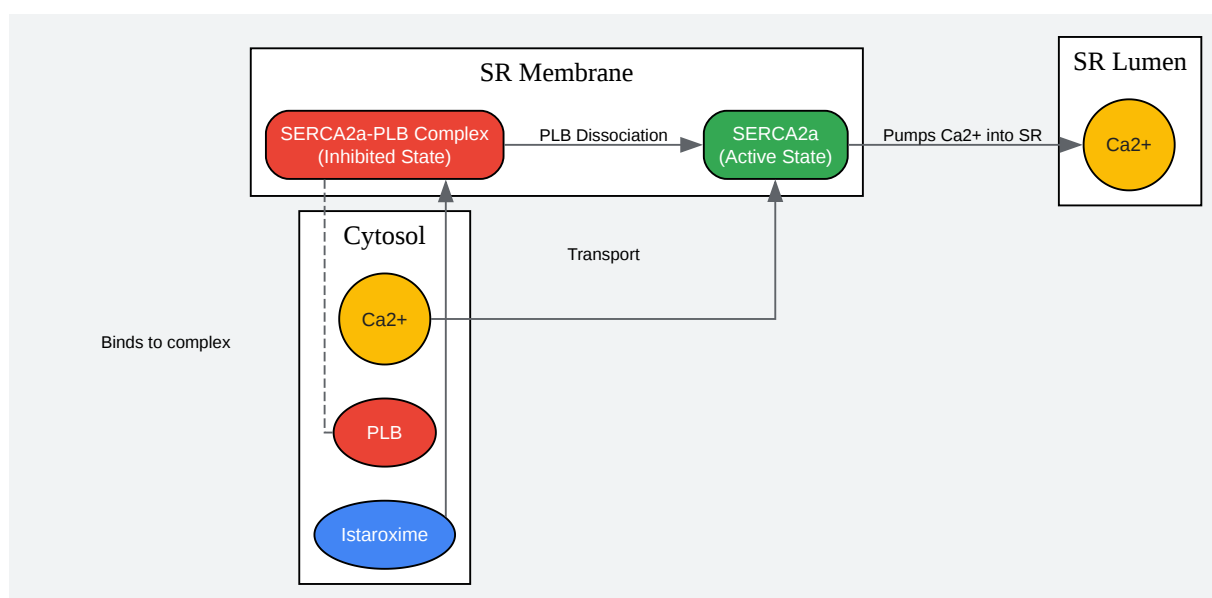 SR Membrane
SR Lumen
SERCA2a-PLB Complex
(Inhibited State)
PLB Dissociation
SERCA2a
(Active State)
Pumps Ca2+ into SR
Ca2+
Cytosol
Transport
Ca2+
Binds to complex
PLB
Istaroxime